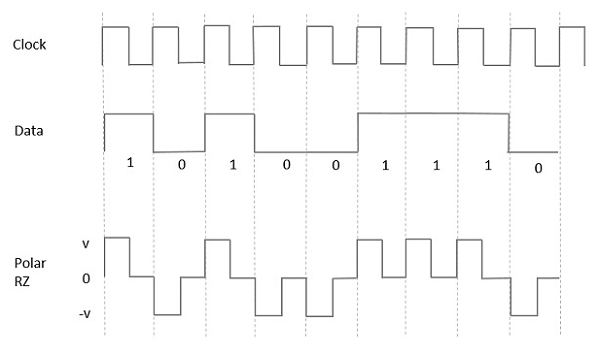 Clock
Data
1 0 1 0 0 1 1 1 0
v
Polar
RZ
0
-v